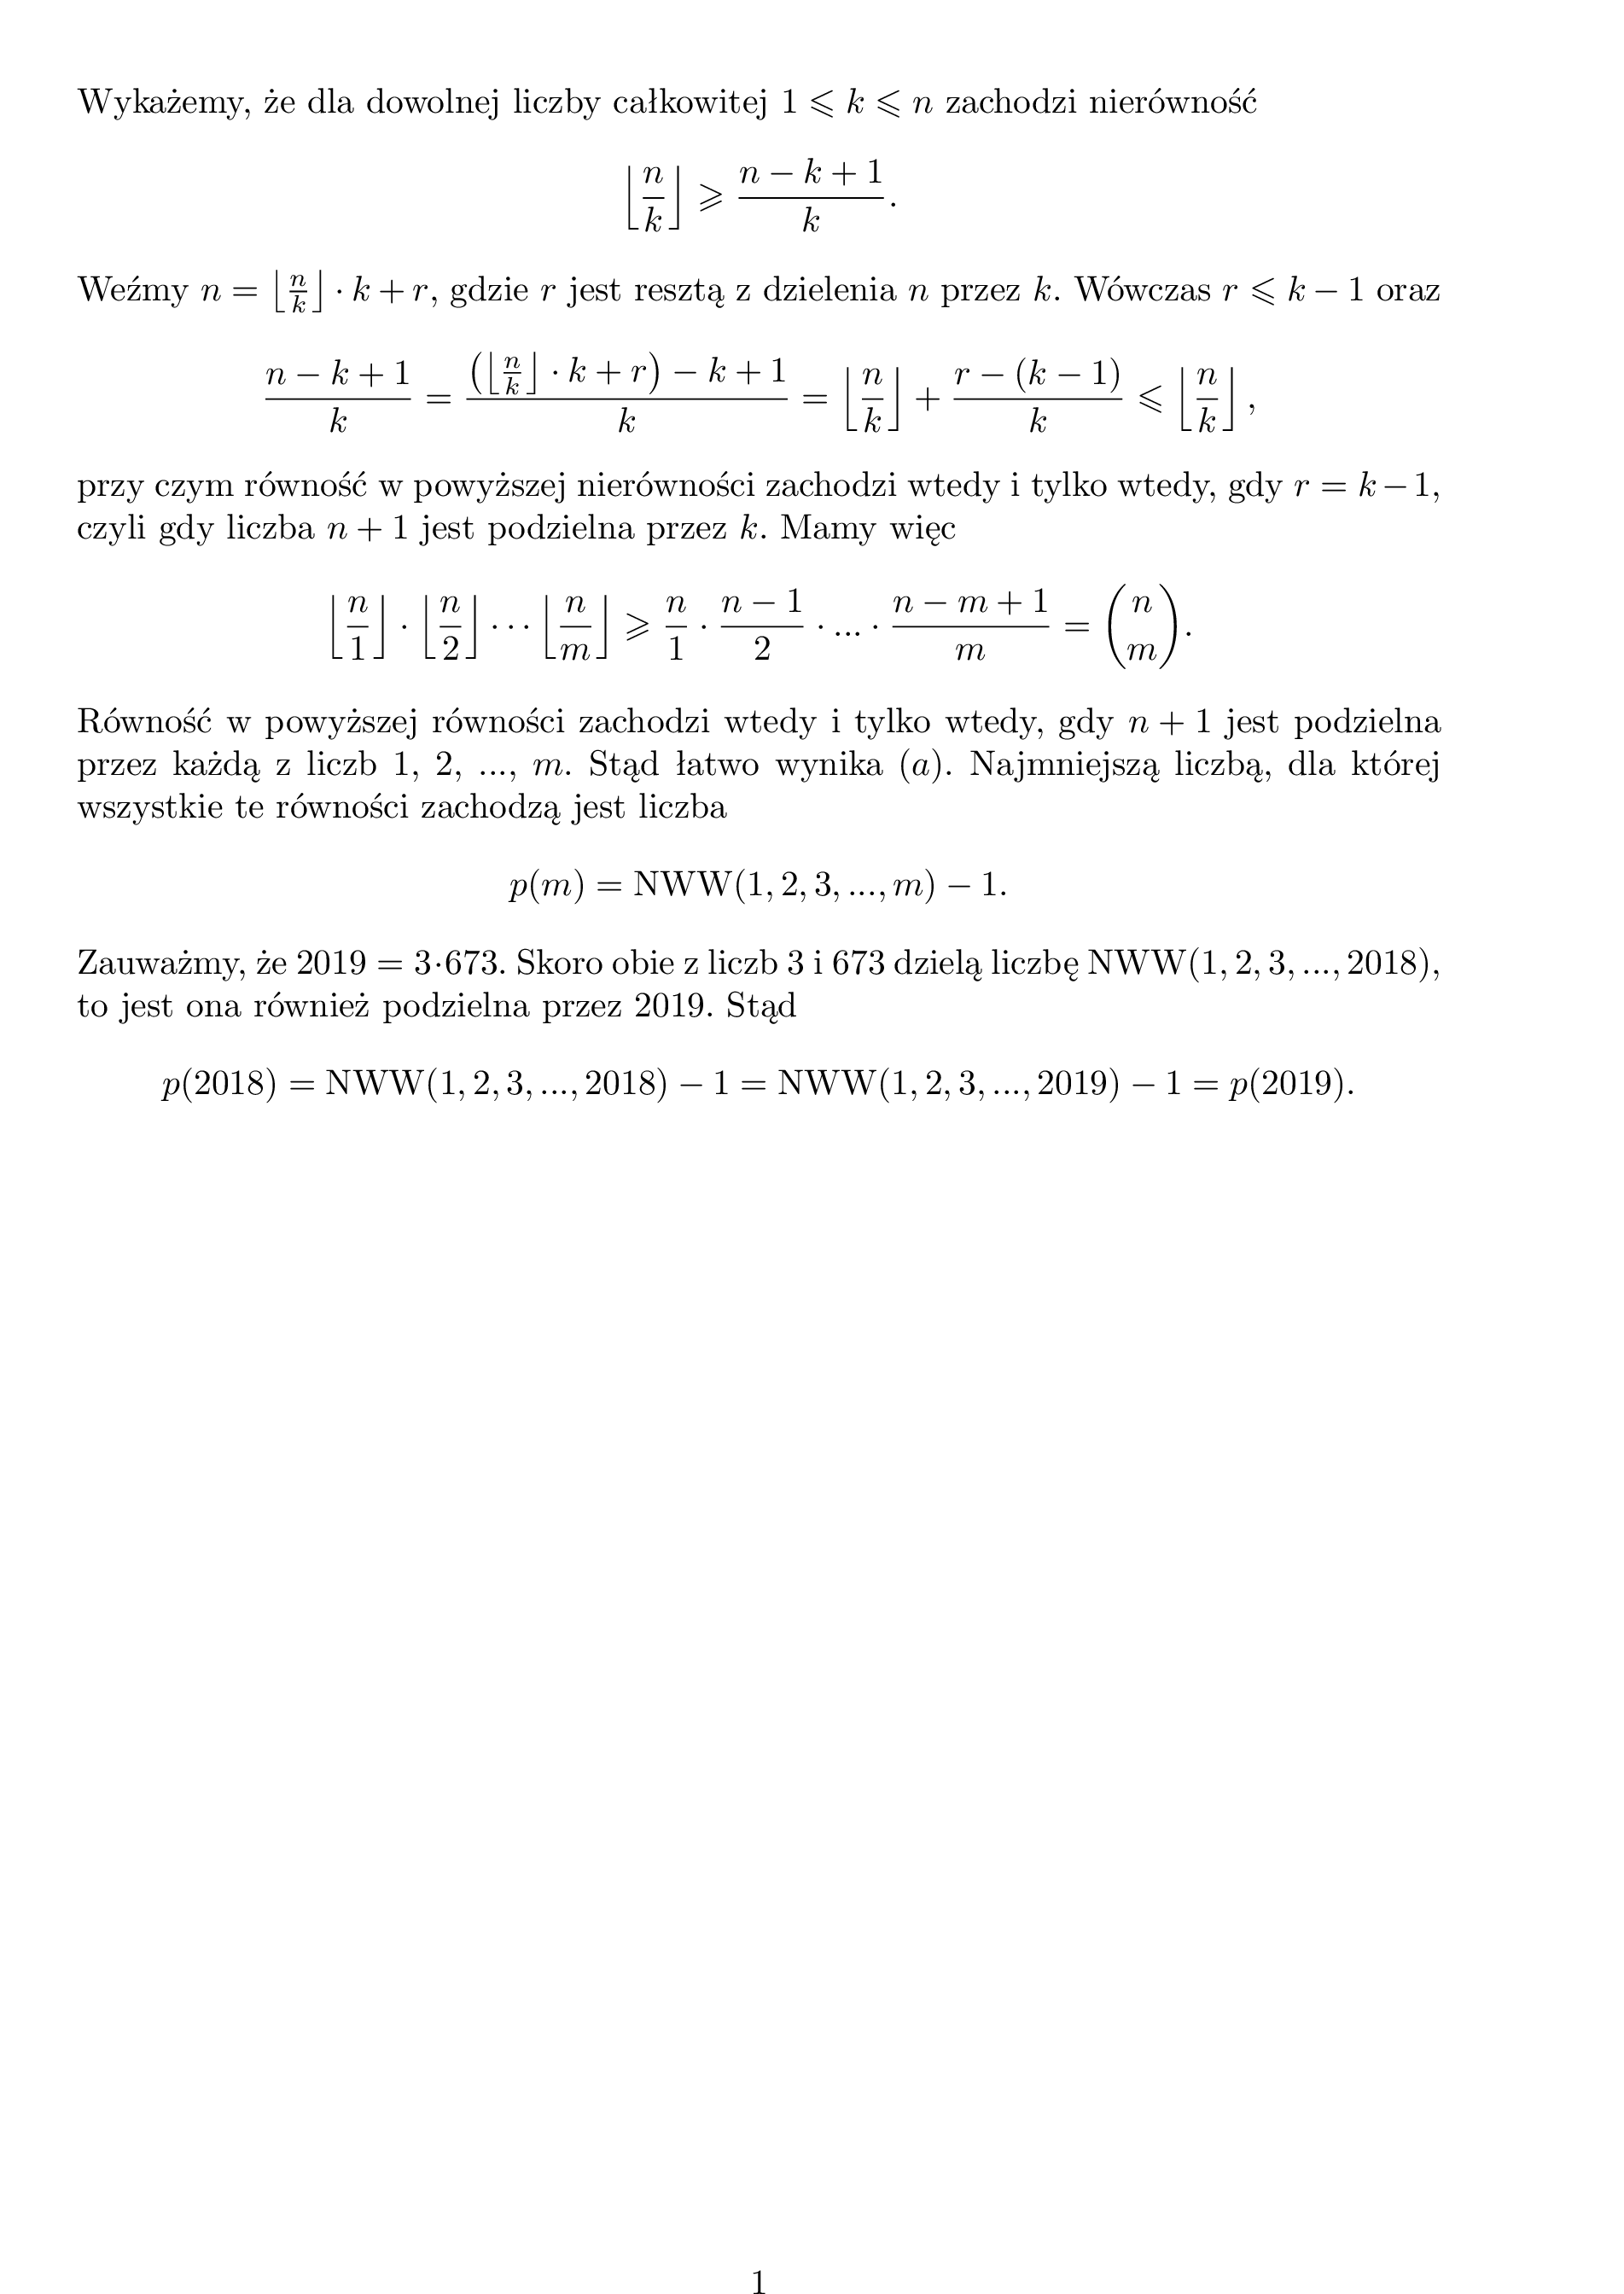 Wykażemy, że dla dowolnej liczby całkowitej $1 \leqslant k \leqslant n$ zachodzi nierówność
$$\left\lfloor \frac{n}{k} \right\rfloor \geqslant \frac{n-k+1}{k}.$$
Weźmy $n = \left\lfloor \frac{n}{k} \right\rfloor \cdot k + r$, gdzie $r$ jest resztą z dzielenia $n$ przez $k$. Wówczas $r \leqslant k-1$ oraz
$$\frac{n-k+1}{k} = \frac{\left(\left\lfloor \frac{n}{k} \right\rfloor \cdot k + r\right) - k + 1}{k} = \left\lfloor \frac{n}{k} \right\rfloor + \frac{r-(k-1)}{k} \leqslant \left\lfloor \frac{n}{k} \right\rfloor,$$
przy czym równość w powyższej nierówności zachodzi wtedy i tylko wtedy, gdy $r = k-1$,
czyli gdy liczba $n+1$ jest podzielna przez $k$. Mamy więc
$$\left\lfloor \frac{n}{1} \right\rfloor \cdot \left\lfloor \frac{n}{2} \right\rfloor \cdots \left\lfloor \frac{n}{m} \right\rfloor \geqslant \frac{n}{1} \cdot \frac{n-1}{2} \cdot ... \cdot \frac{n-m+1}{m} = \binom{n}{m}.$$
Równość w powyższej równości zachodzi wtedy i tylko wtedy, gdy $n+1$ jest podzielna
przez każdą z liczb 1, 2, ..., $m$. Stąd łatwo wynika $(a)$. Najmniejszą liczbą, dla której
wszystkie te równości zachodzą jest liczba
$$p(m) = \text{NWW}(1, 2, 3, ..., m) - 1.$$
Zauważmy, że $2019 = 3 \cdot 673$. Skoro obie z liczb 3 i 673 dzielą liczbę $\text{NWW}(1, 2, 3, ..., 2018)$,
to jest ona również podzielna przez 2019. Stąd
$$p(2018) = \text{NWW}(1, 2, 3, ..., 2018) - 1 = \text{NWW}(1, 2, 3, ..., 2019) - 1 = p(2019).$$
1